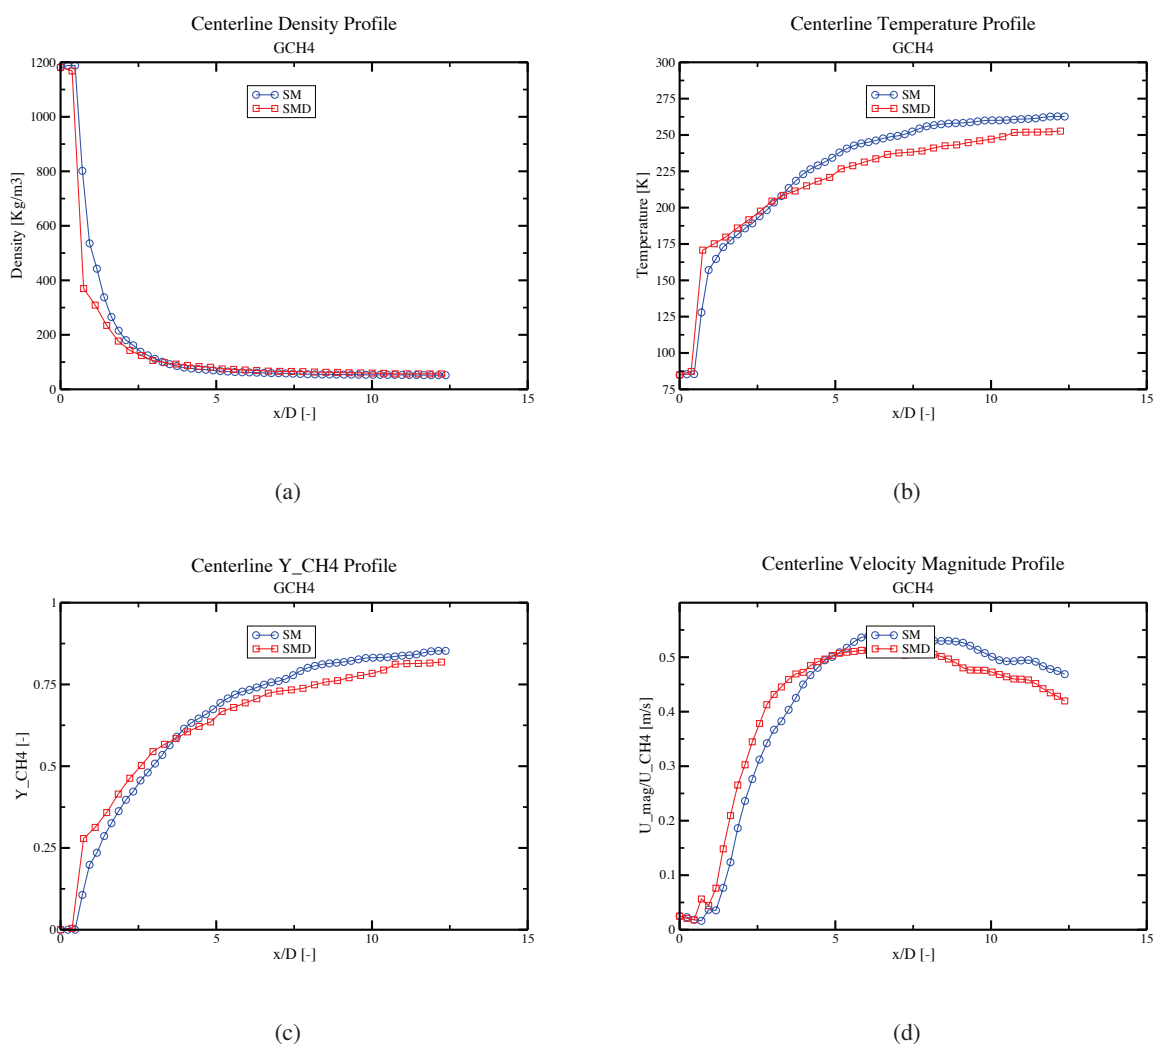 Centerline Density Profile
GCH4
1200
1000
800
600
400
200
0
Density [Kg/m3]
SM
SMD
0 5 10 15
x/D [-]
(a)
Centerline Temperature Profile
GCH4
300
275
250
225
200
175
150
125
100
75
Temperature [K]
SM
SMD
0 5 10 15
x/D [-]
(b)
Centerline Y_CH4 Profile
GCH4
1
0.75
0.5
0.25
0
Y_CH4 [-]
SM
SMD
0 5 10 15
x/D [-]
(c)
Centerline Velocity Magnitude Profile
GCH4
0.5
0.4
0.3
0.2
0.1
0
U_mag/U_CH4 [m/s]
SM
SMD
0 5 10 15
x/D [-]
(d)